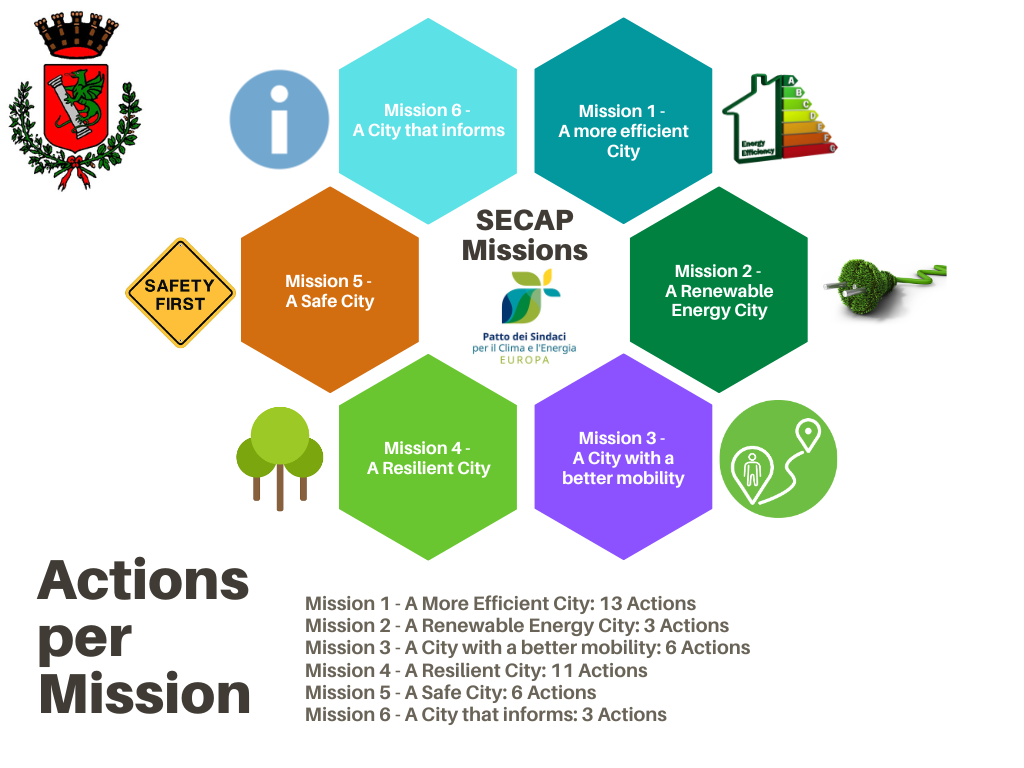 Mission 6 -
A City that informs
Mission 1 -
A more efficient
City
A
B
C
D
E
F
G
Energy
Efficiency
SECAP
Missions
SAFETY
FIRST
Mission 5 -
A Safe City
Mission 2 -
A Renewable
Energy City
Patto dei Sindaci
per il Clima e l'Energia
EUROPA
Mission 4 -
A Resilient City
Mission 3 -
A City with a
better mobility
Actions
per
Mission
Mission 1 - A More Efficient City: 13 Actions
Mission 2 - A Renewable Energy City: 3 Actions
Mission 3 - A City with a better mobility: 6 Actions
Mission 4 - A Resilient City: 11 Actions
Mission 5 - A Safe City: 6 Actions
Mission 6 - A City that informs: 3 Actions